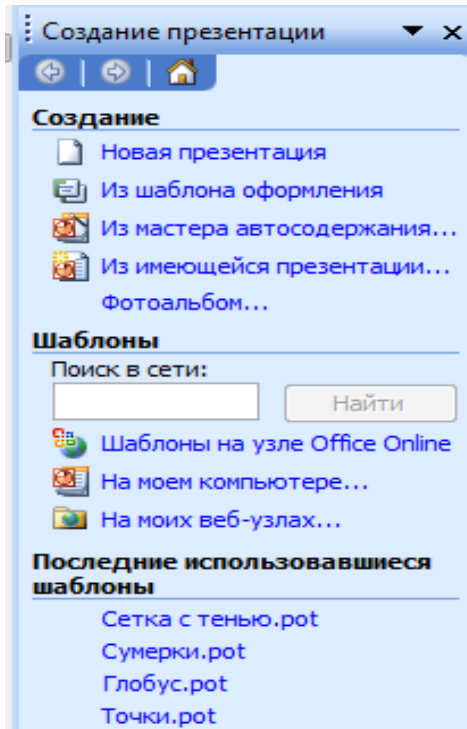 Создание презентации
Создание
Новая презентация
Из шаблона оформления
Из мастера автосодержания...
Из имеющейся презентации...
Фотоальбом...
Шаблоны
Поиск в сети:
Найти
Шаблоны на узле Office Online
На моем компьютере...
На моих веб-узлах...
Последние использовавшиеся
шаблоны
Сетка с тенью.pot
Сумерки.pot
Глобус.pot
Точки.pot